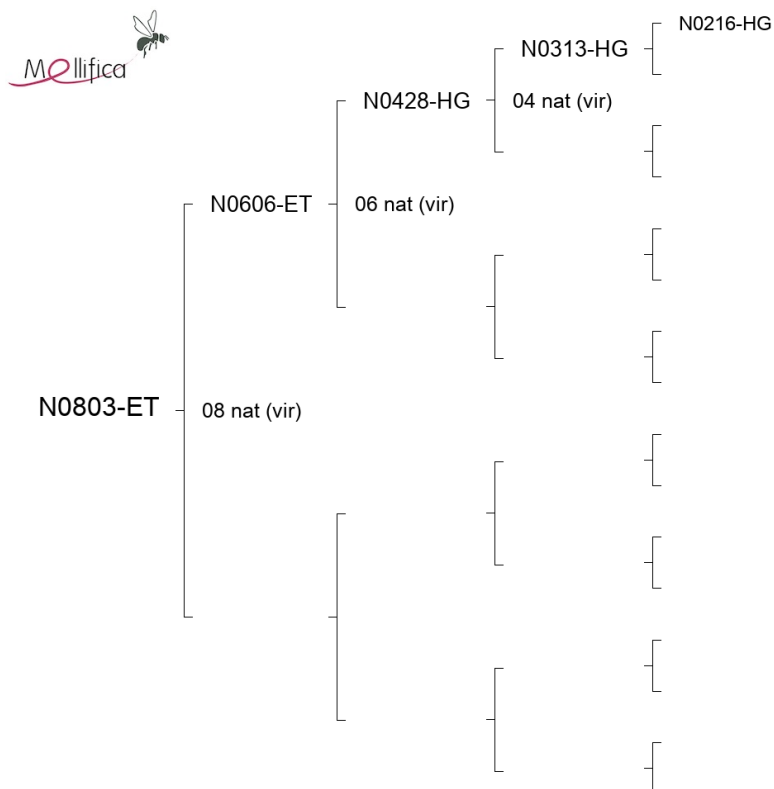 Mellifica
N0216-HG
N0313-HG
N0428-HG
04 nat (vir)
N0606-ET
06 nat (vir)
N0803-ET
08 nat (vir)